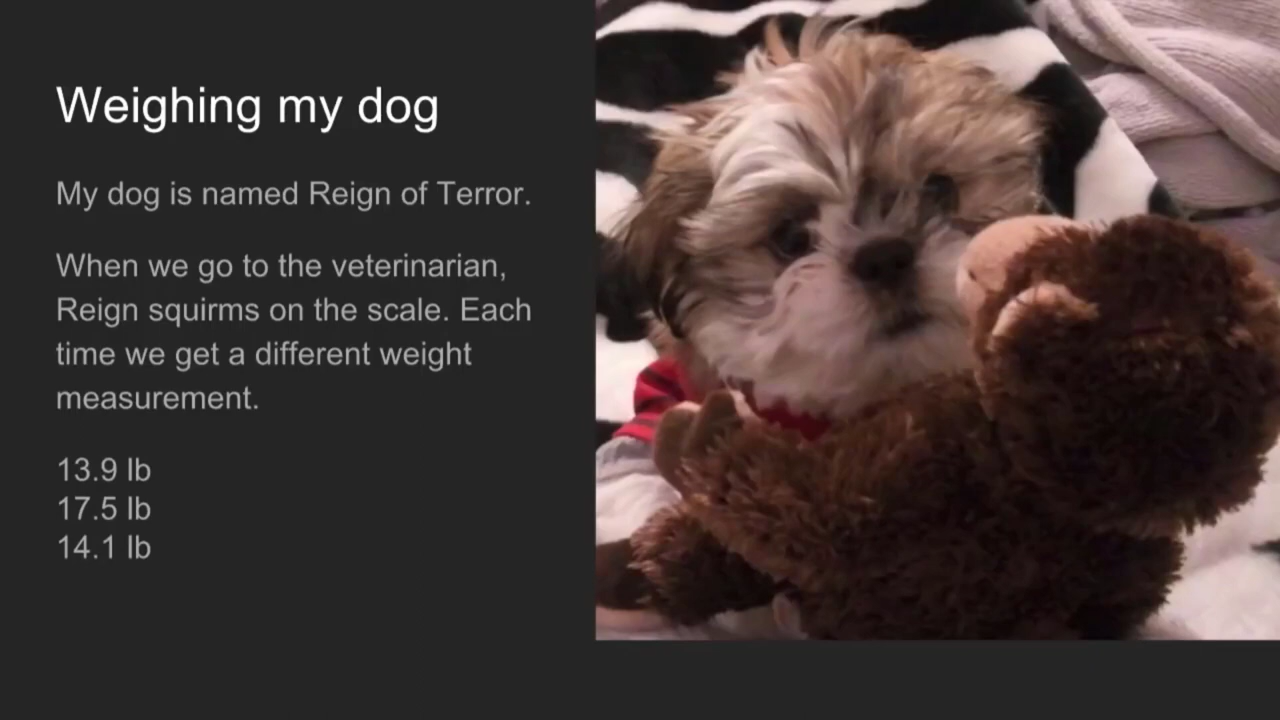 Weighing my dog
My dog is named Reign of Terror.
When we go to the veterinarian,
Reign squirms on the scale. Each
time we get a different weight
measurement.
13.9 lb
17.5 lb
14.1 lb